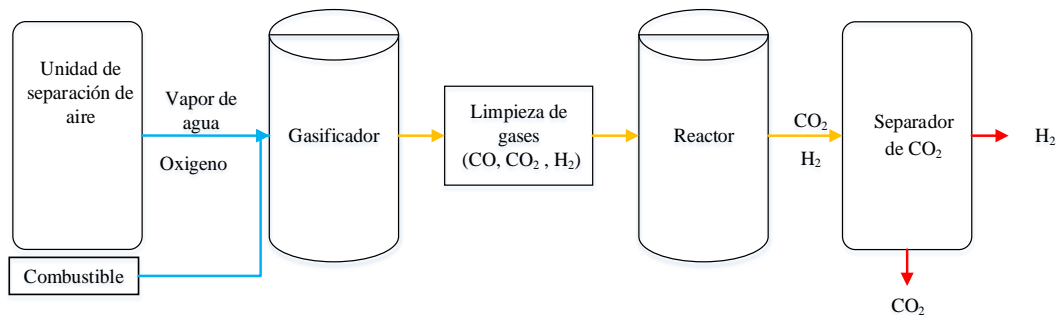 Unidad de
separación de
aire
Combustible
Vapor de
agua
Oxigeno
Gasificador
Limpieza de
gases
(CO, CO₂ , H₂)
Reactor
CO₂
H₂
Separador
de CO₂
H₂
CO₂